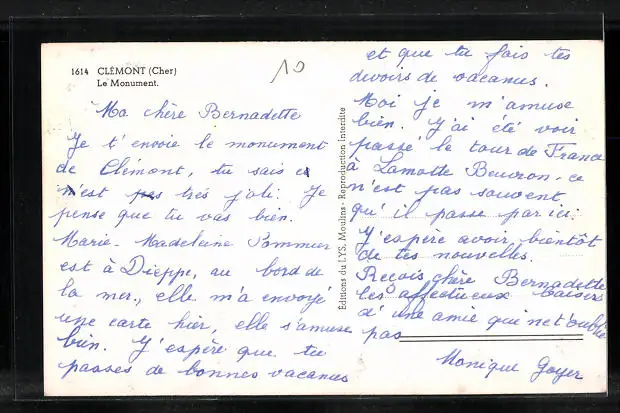 1614 CLÉMONT (Cher)
Le Monument.
10
Ma chère Bernadette
Je t'envoie le monument
de Clémont, tu sais ce
n'est pas très joli. Je
pense que tu vas bien.
Marie-Madeleine Pommier
est à Dieppe, au bord de
la mer, elle m'a envoyé
une carte hier, elle s'amuse
bien. J'espère que tu
passes de bonnes vacances
Éditions du LYS, Moulins - Reproduction Interdite
et que tu fais tes
devoirs de vacances.
Moi je m'amuse
bien. J'ai été voir
passé le tour de France
à Lamotte Beuvron. ce
n'est pas souvent
qu'il passe par ici.
J'espère avoir bientôt
de tes nouvelles.
Reçois chère Bernadette
les affectueux baisers
d'une amie qui ne t'oublie
pas
Monique Goyer